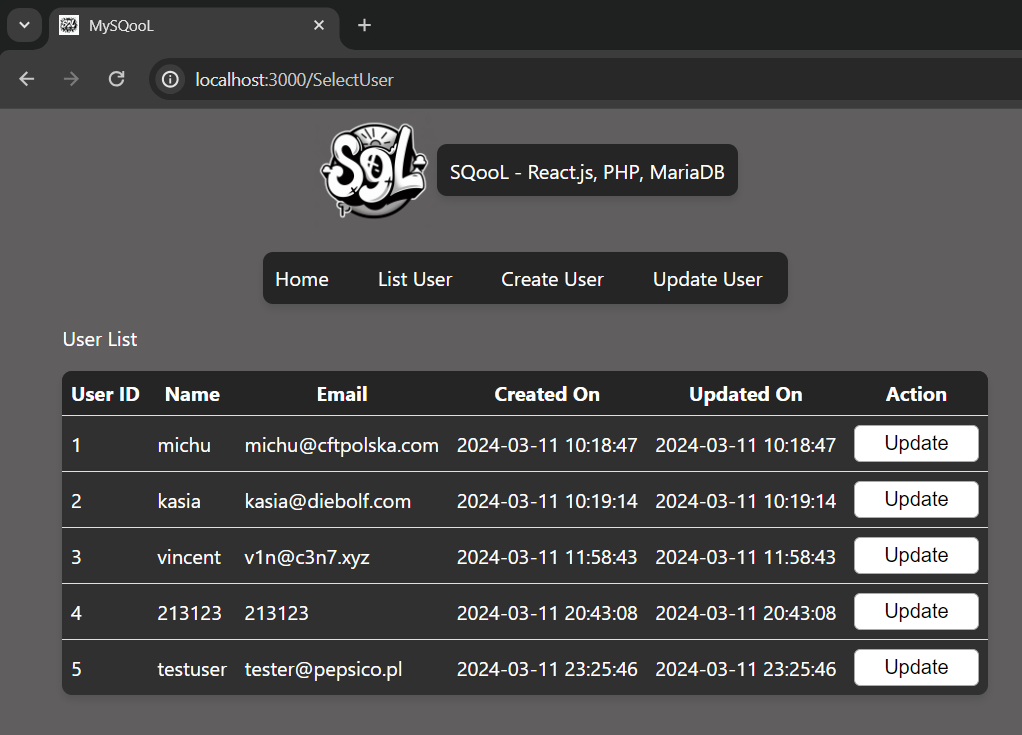 MySQooL
localhost:3000/SelectUser
SQL
SQooL - React.js, PHP, MariaDB
Home List User Create User Update User
User List
User ID Name Email Created On Updated On Action
1 michu michu@cftpolska.com 2024-03-11 10:18:47 2024-03-11 10:18:47 Update
2 kasia kasia@diebolf.com 2024-03-11 10:19:14 2024-03-11 10:19:14 Update
3 vincent v1n@c3n7.xyz 2024-03-11 11:58:43 2024-03-11 11:58:43 Update
4 213123 213123 2024-03-11 20:43:08 2024-03-11 20:43:08 Update
5 testuser tester@pepsico.pl 2024-03-11 23:25:46 2024-03-11 23:25:46 Update